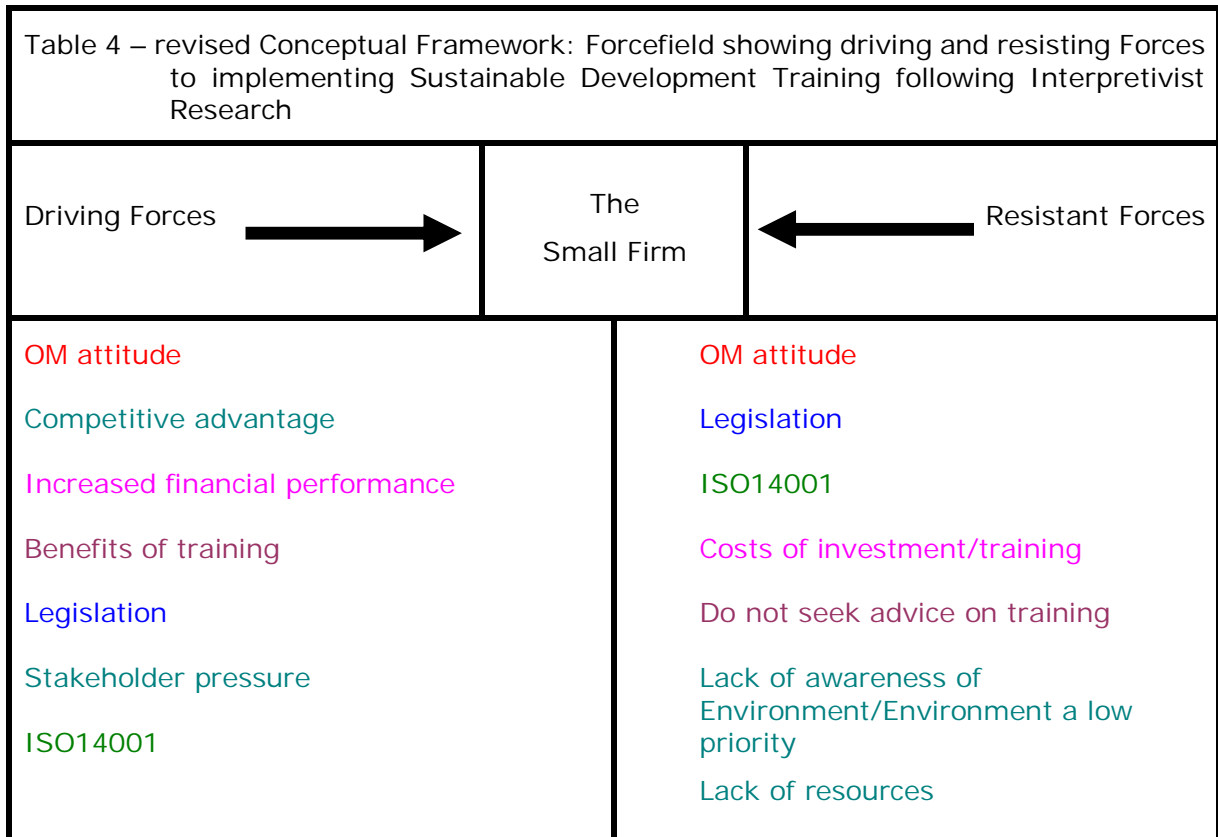 Table 4 – revised Conceptual Framework: Forcefield showing driving and resisting Forces
to implementing Sustainable Development Training following Interpretivist
Research
Driving Forces
The
Small Firm
Resistant Forces
OM attitude
Competitive advantage
Increased financial performance
Benefits of training
Legislation
Stakeholder pressure
ISO14001
OM attitude
Legislation
ISO14001
Costs of investment/training
Do not seek advice on training
Lack of awareness of
Environment/Environment a low
priority
Lack of resources